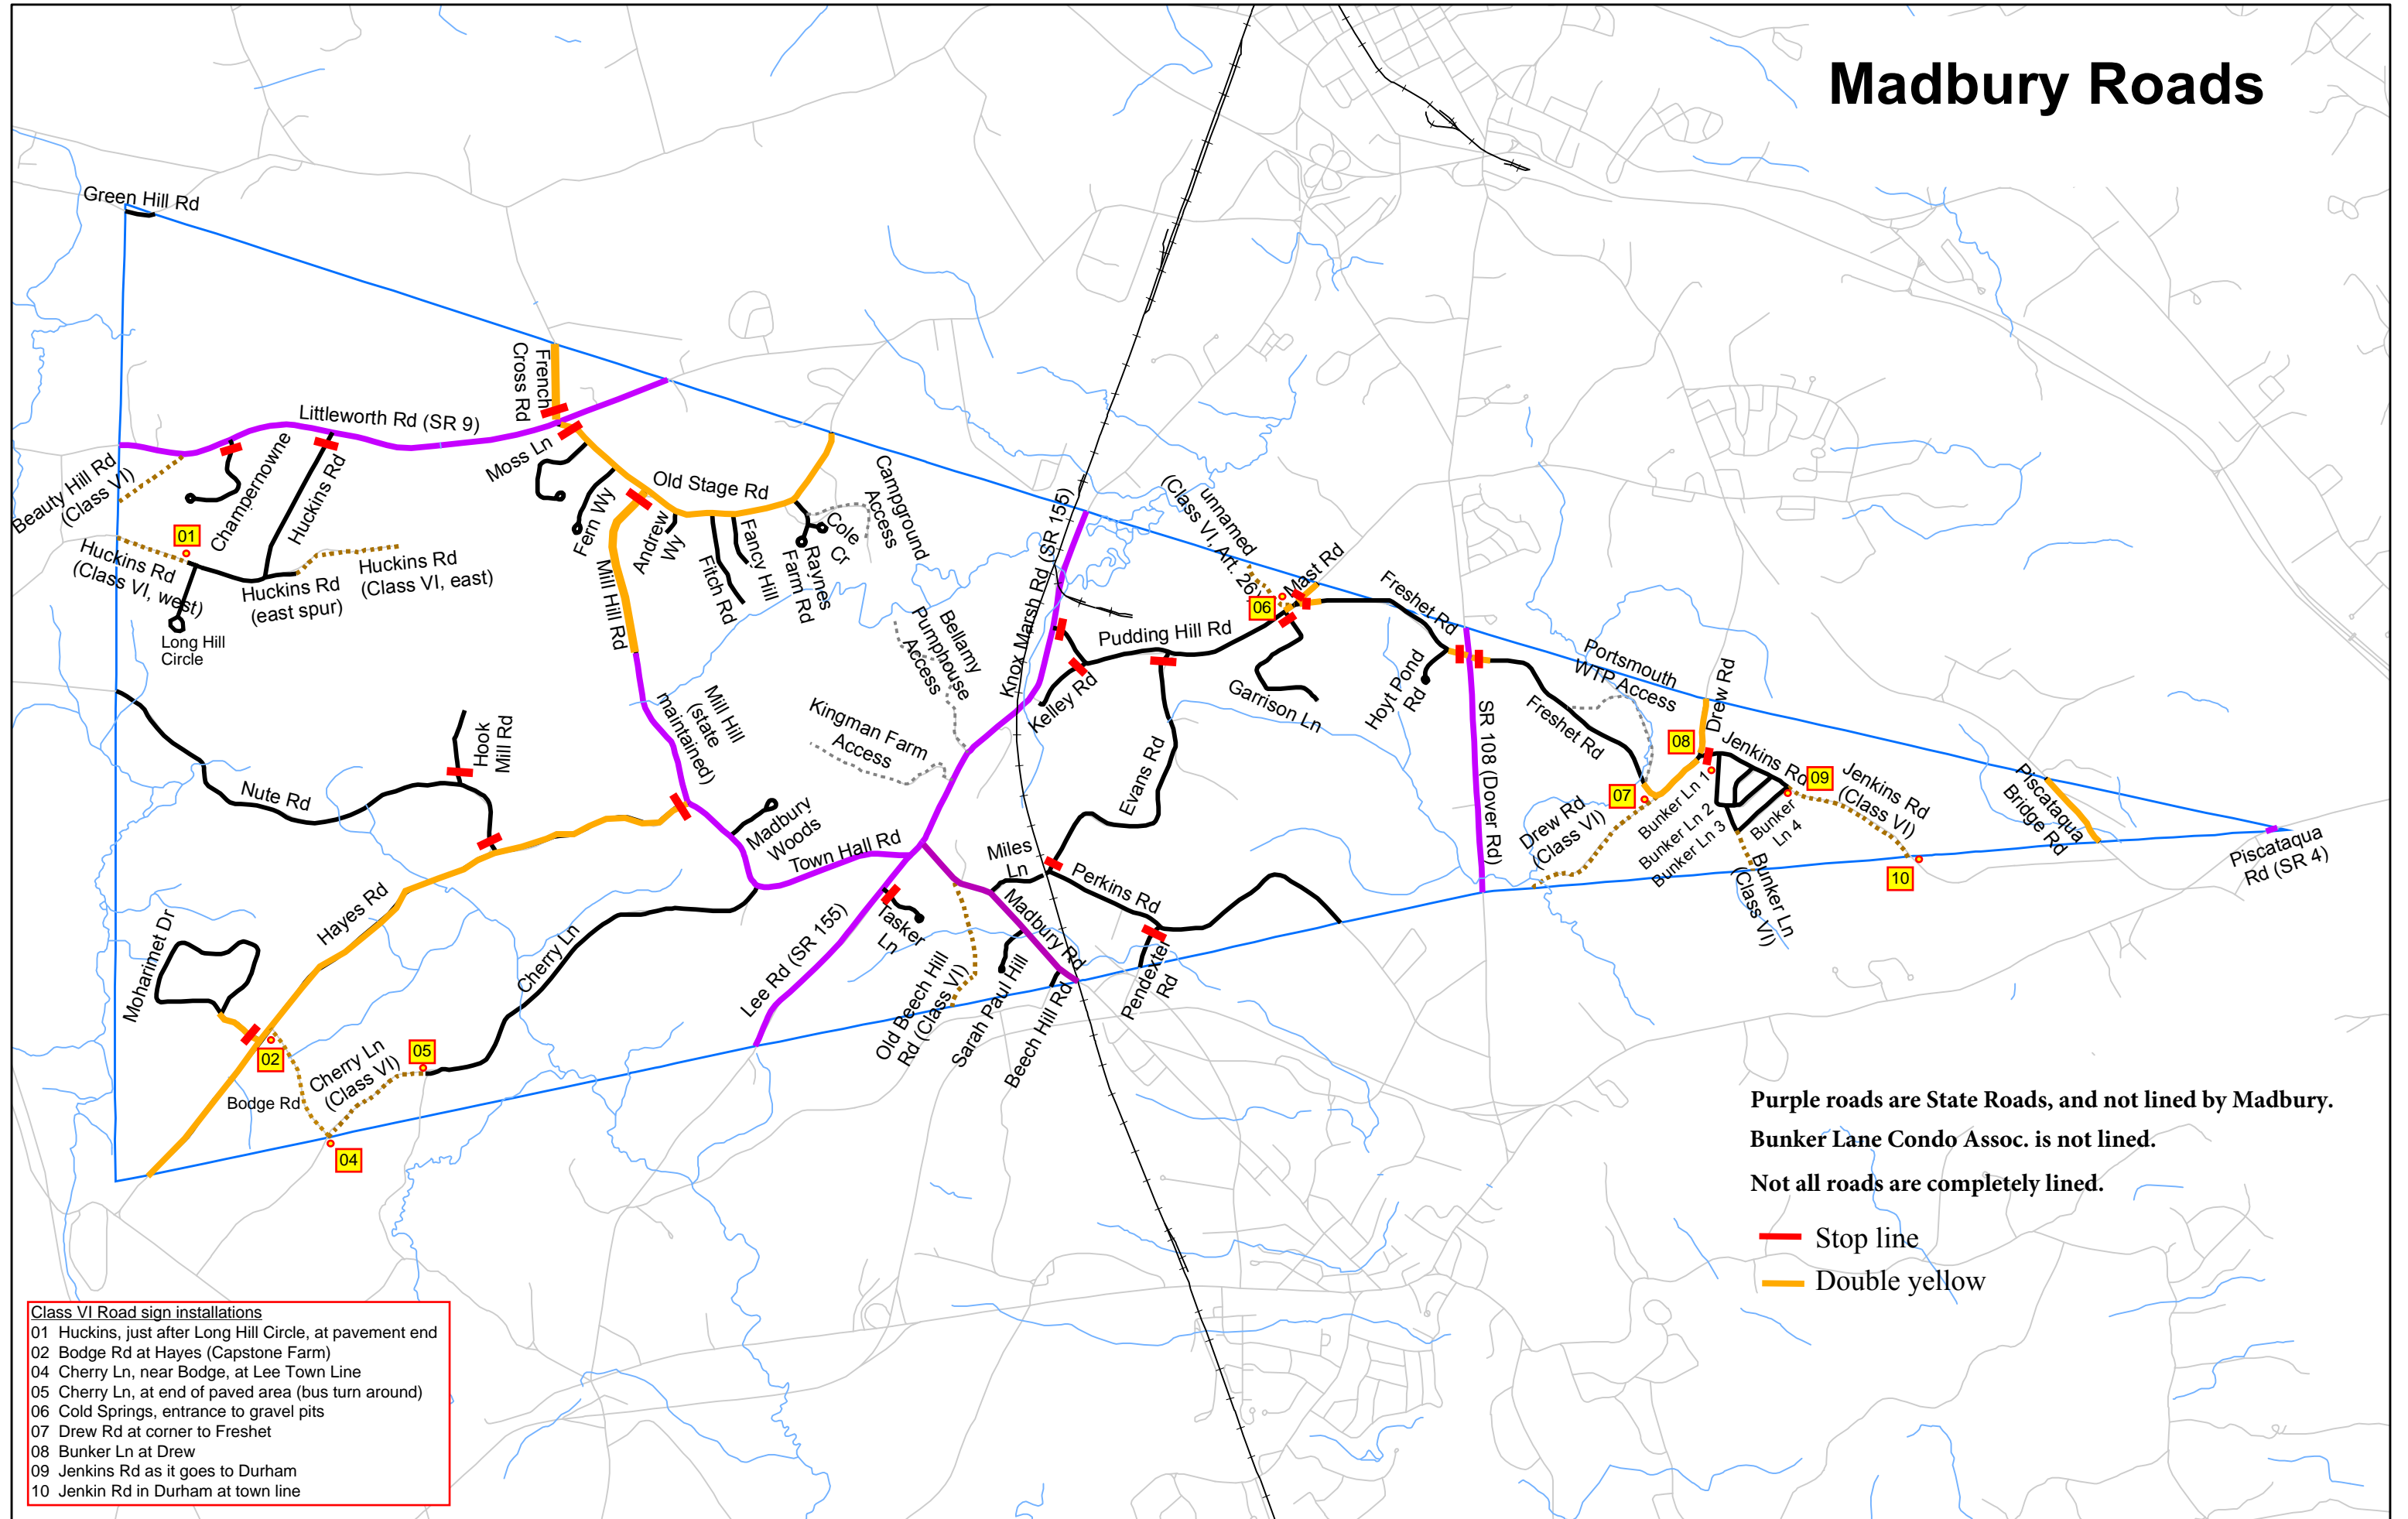 Madbury Roads
Green Hill Rd
French
Cross Rd
Littleworth Rd (SR 9)
Moss Ln
Beauty Hill Rd
(Class VI)
Champernowne
Huckins Rd
01
Huckins Rd
(Class VI, west)
Huckins Rd
(east spur)
Huckins Rd
(Class VI, east)
Long Hill
Circle
Fern Wy
Old Stage Rd
Andrew
Wy
Mill Hill Rd
Fitch Rd
Fancy Hill
Raynes
Farm Rd
Cole
Cr
Campground
Access
Bellamy
Pumphouse
Access
Knox Marsh Rd (SR 155)
unnamed
(Class VI, Art. 26)
06
Mast Rd
Pudding Hill Rd
Freshet Rd
Kelley Rd
Garrison Ln
Hoyt Pond
Rd
Evans Rd
SR 108 (Dover Rd)
Portsmouth
WTP Access
Freshet Rd
Drew Rd
08
Jenkins Rd
09
Jenkins Rd
(Class VI)
07
Drew Rd
(Class VI)
Bunker Ln 1
Bunker Ln 2
Bunker Ln 3
Bunker
Ln 4
Bunker Ln
(Class VI)
10
Piscataqua
Bridge Rd
Piscataqua
Rd (SR 4)
Mill Hill
(state
maintained)
Kingman Farm
Access
Hook
Mill Rd
Nute Rd
Madbury
Woods
Town Hall Rd
Miles
Ln
Perkins Rd
Hayes Rd
Moharimet Dr
Cherry Ln
Lee Rd (SR 155)
Tasker
Ln
Madbury Rd
Old Beech Hill
Rd (Class VI)
Sarah Paul Hill
Beech Hill Rd
Pendexter
Rd
02
Bodge Rd
Cherry Ln
(Class VI)
05
04
Purple roads are State Roads, and not lined by Madbury.
Bunker Lane Condo Assoc. is not lined.
Not all roads are completely lined.
Stop line
Double yellow
Class VI Road sign installations
01 Huckins, just after Long Hill Circle, at pavement end
02 Bodge Rd at Hayes (Capstone Farm)
04 Cherry Ln, near Bodge, at Lee Town Line
05 Cherry Ln, at end of paved area (bus turn around)
06 Cold Springs, entrance to gravel pits
07 Drew Rd at corner to Freshet
08 Bunker Ln at Drew
09 Jenkins Rd as it goes to Durham
10 Jenkin Rd in Durham at town line